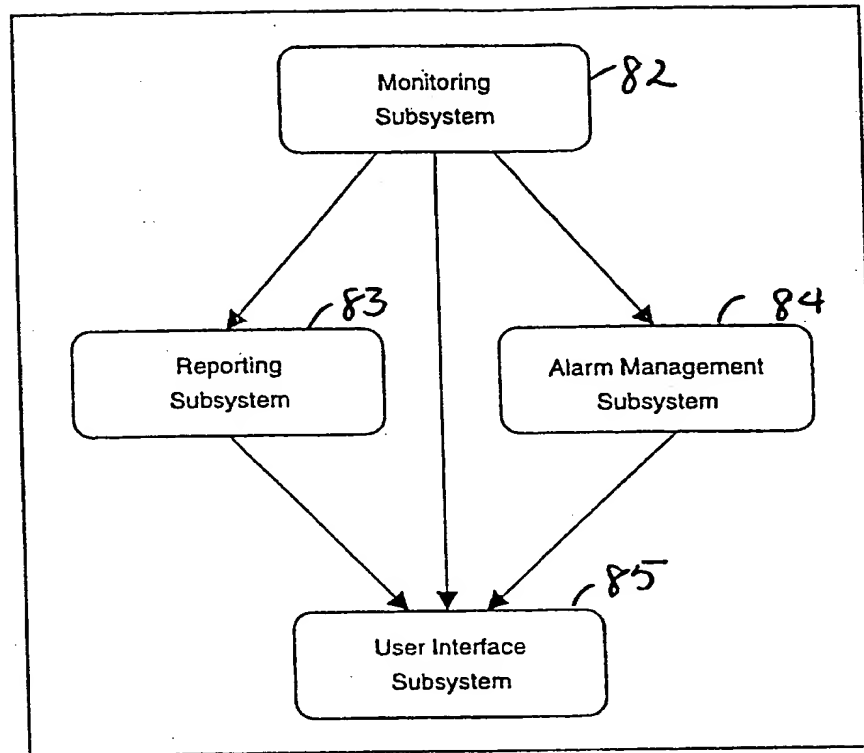 Monitoring
Subsystem
82
83
84
Reporting
Subsystem
Alarm Management
Subsystem
85
User Interface
Subsystem